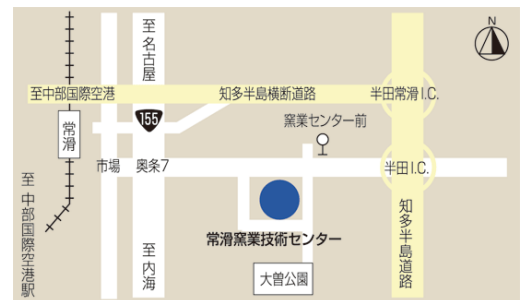 N
至 名古屋
155
至中部国際空港
知多半島横断道路
半田常滑I.C.
常滑
窯業センター前
市場
奥条7
半田I.C.
至 中部国際空港駅
常滑窯業技術センター
知多半島道路
至 内海
大曽公園